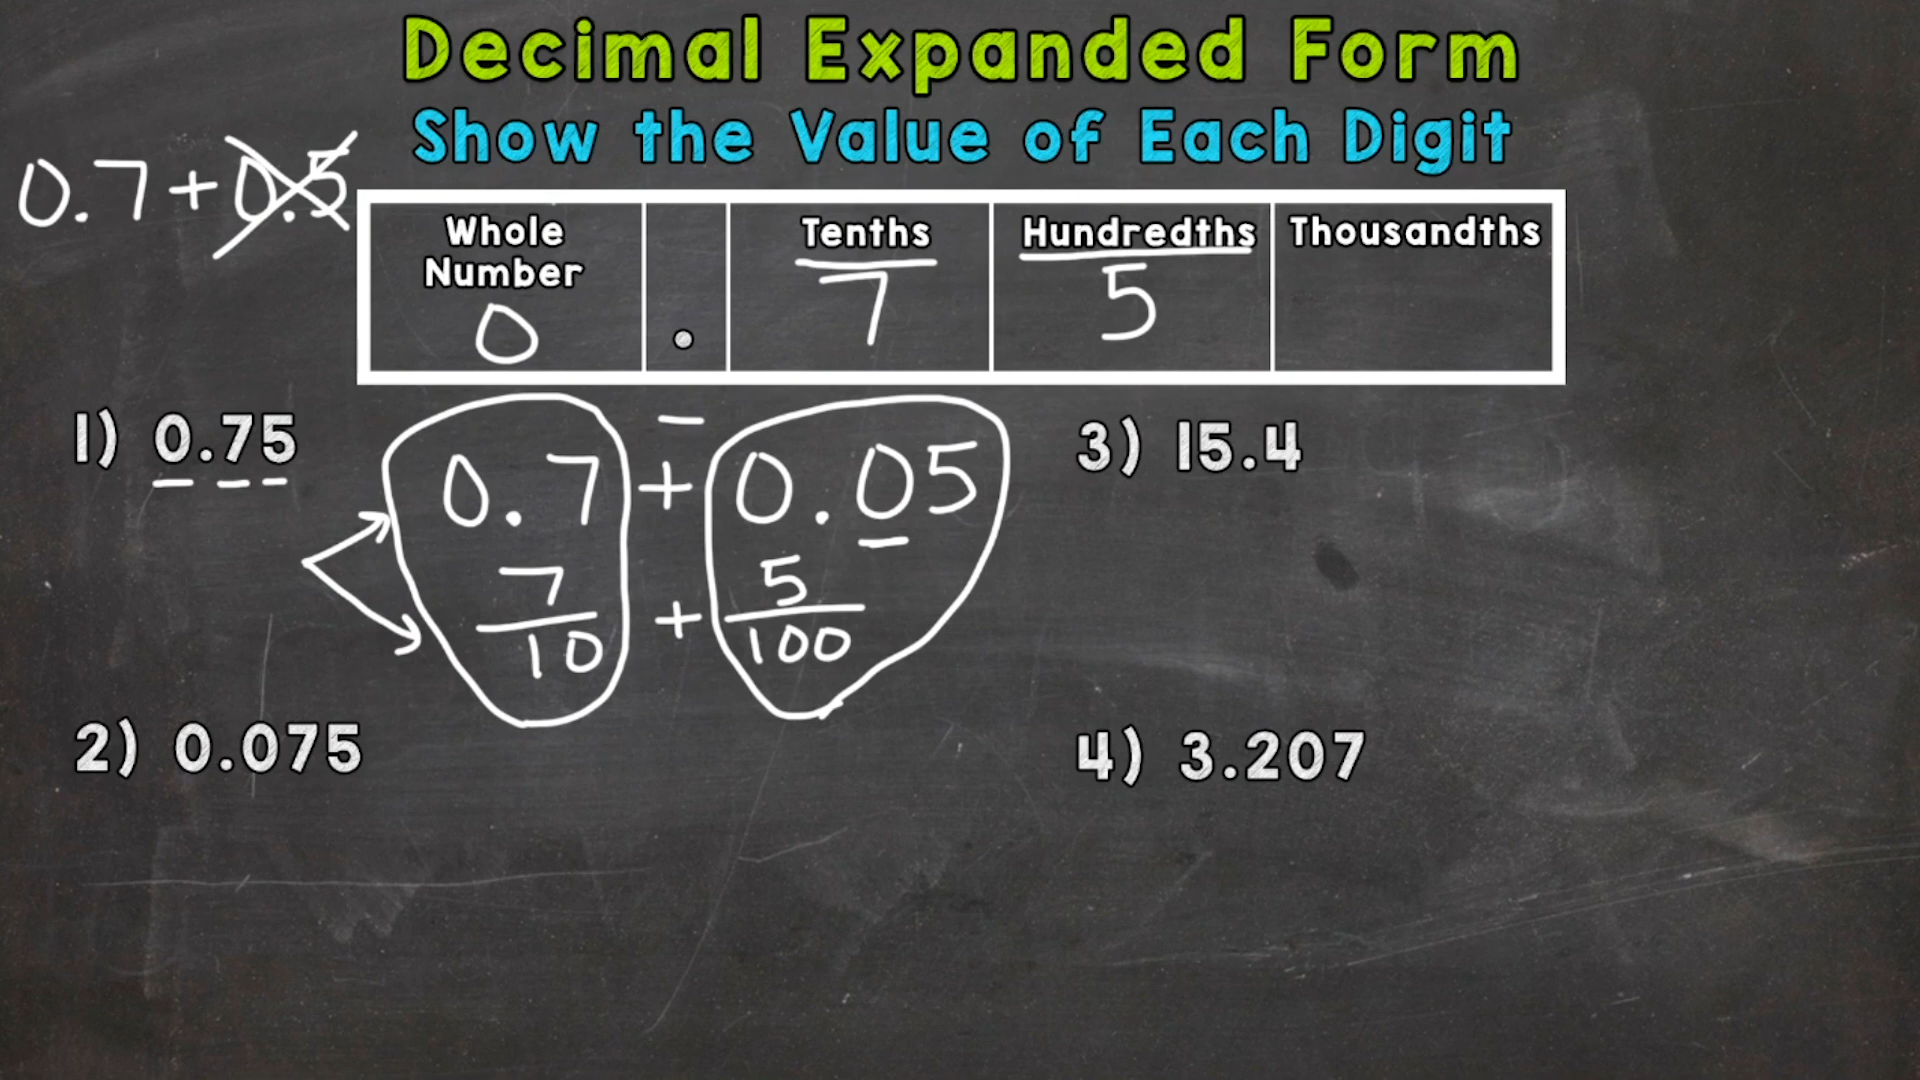 Decimal Expanded Form
Show the Value of Each Digit
0.7+0.5
Whole Number . Tenths Hundredths Thousandths
0 7 5
1) 0.75
0.7 + 0.05
7/10 + 5/100
2) 0.075
3) 15.4
4) 3.207